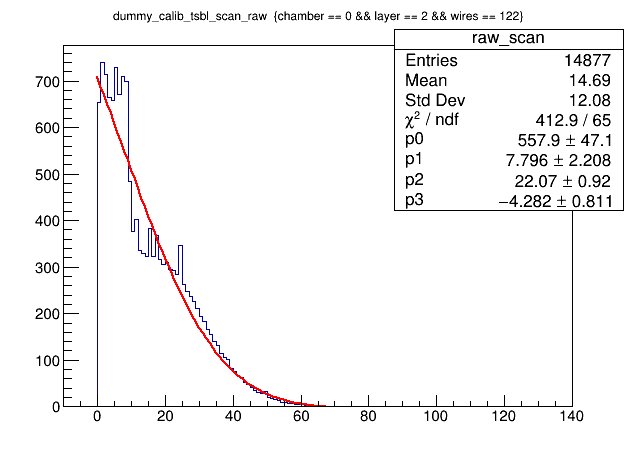 dummy_calib_tsbl_scan_raw {chamber == 0 && layer == 2 && wires == 122}
raw_scan
Entries 14877
Mean 14.69
Std Dev 12.08
χ² / ndf 412.9 / 65
p0 557.9 ± 47.1
p1 7.796 ± 2.208
p2 22.07 ± 0.92
p3 −4.282 ± 0.811
700
600
500
400
300
200
100
0
0 20 40 60 80 100 120 140